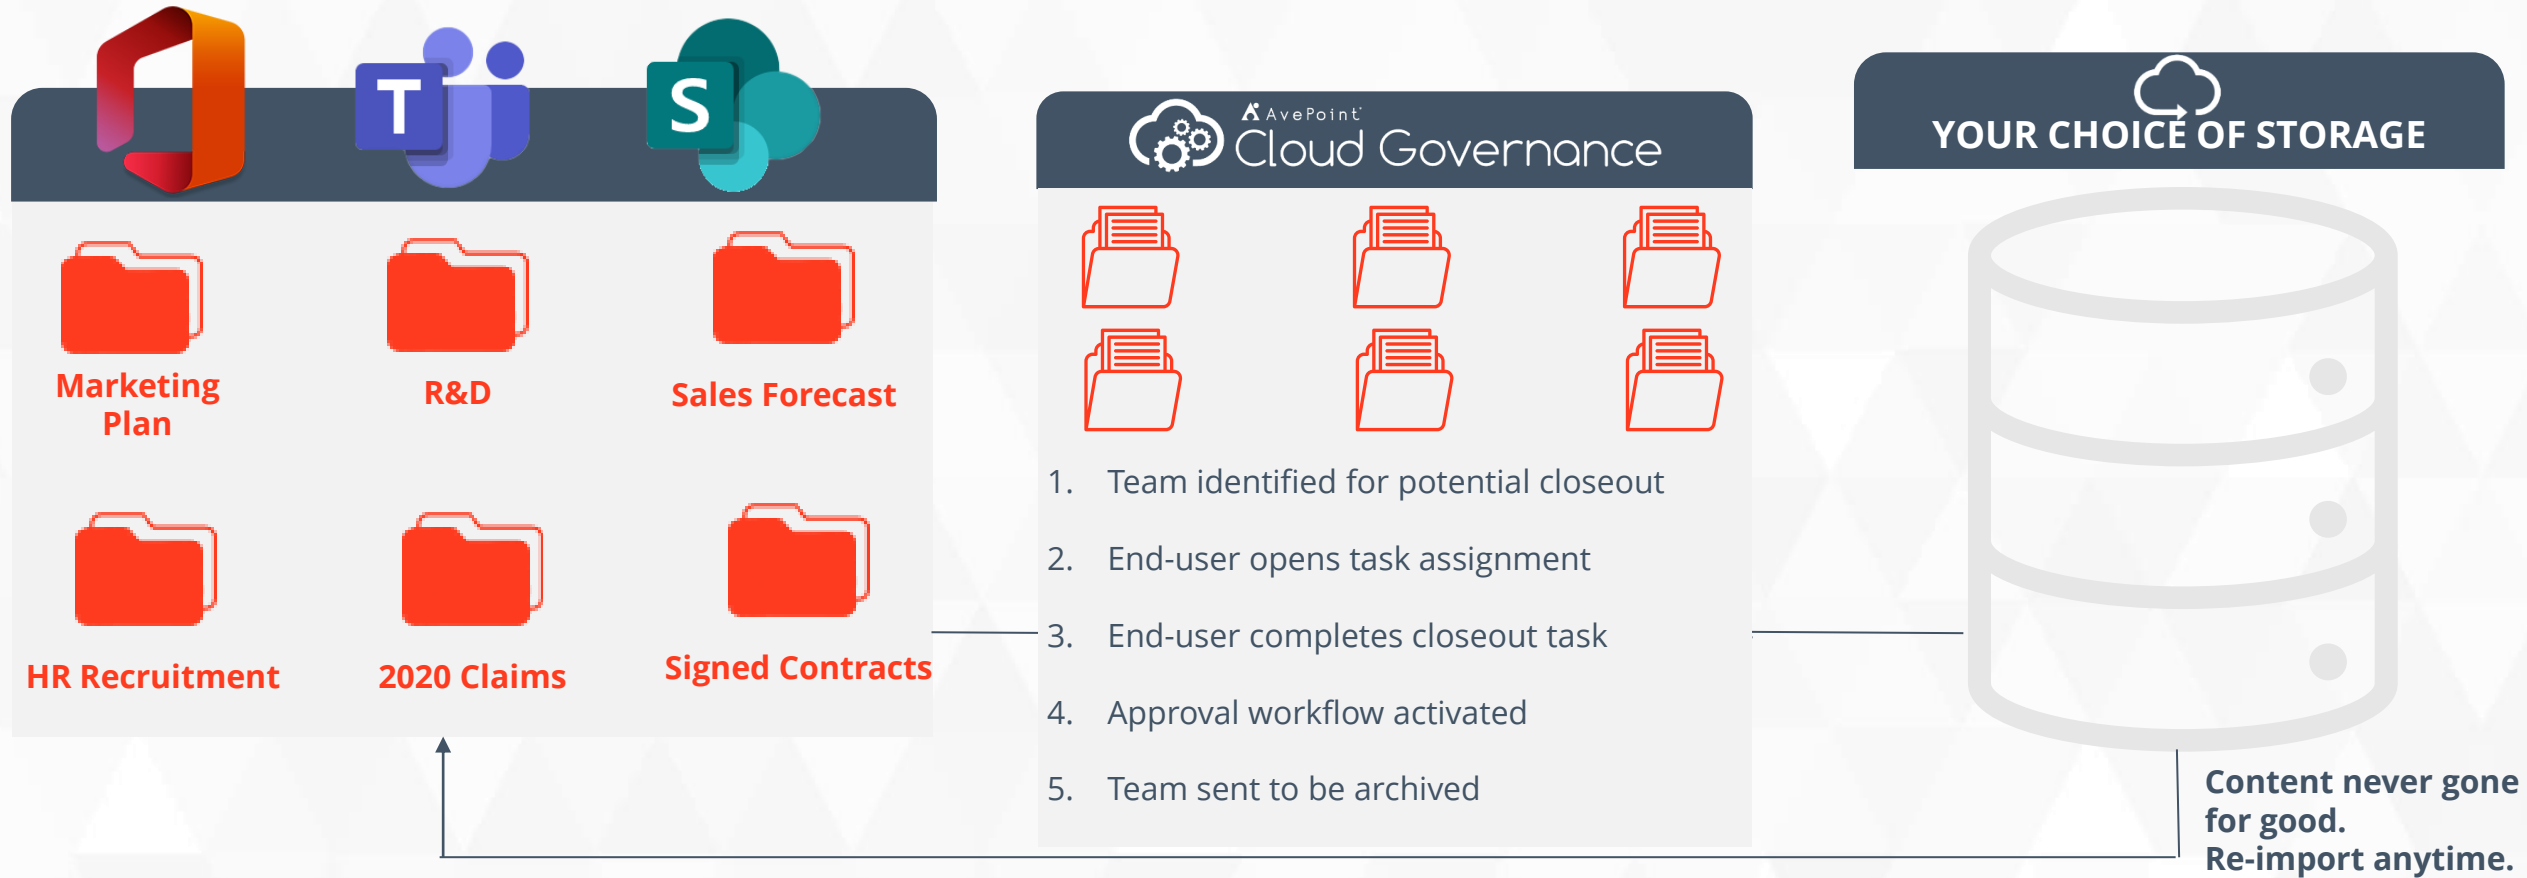 T
S
Marketing
Plan
R&D
Sales Forecast
HR Recruitment
2020 Claims
Signed Contracts
AvePoint
Cloud Governance
1. Team identified for potential closeout
2. End-user opens task assignment
3. End-user completes closeout task
4. Approval workflow activated
5. Team sent to be archived
YOUR CHOICE OF STORAGE
Content never gone
for good.
Re-import anytime.